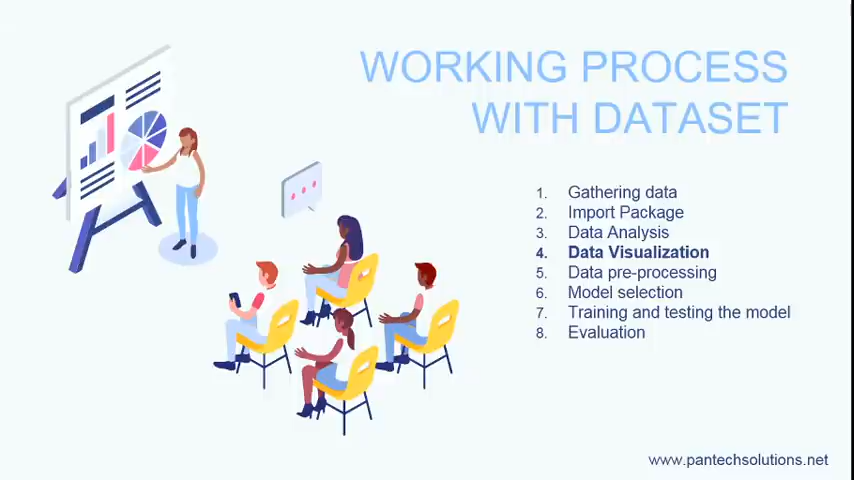 WORKING PROCESS
WITH DATASET
1. Gathering data
2. Import Package
3. Data Analysis
4. Data Visualization
5. Data pre-processing
6. Model selection
7. Training and testing the model
8. Evaluation
www.pantechsolutions.net